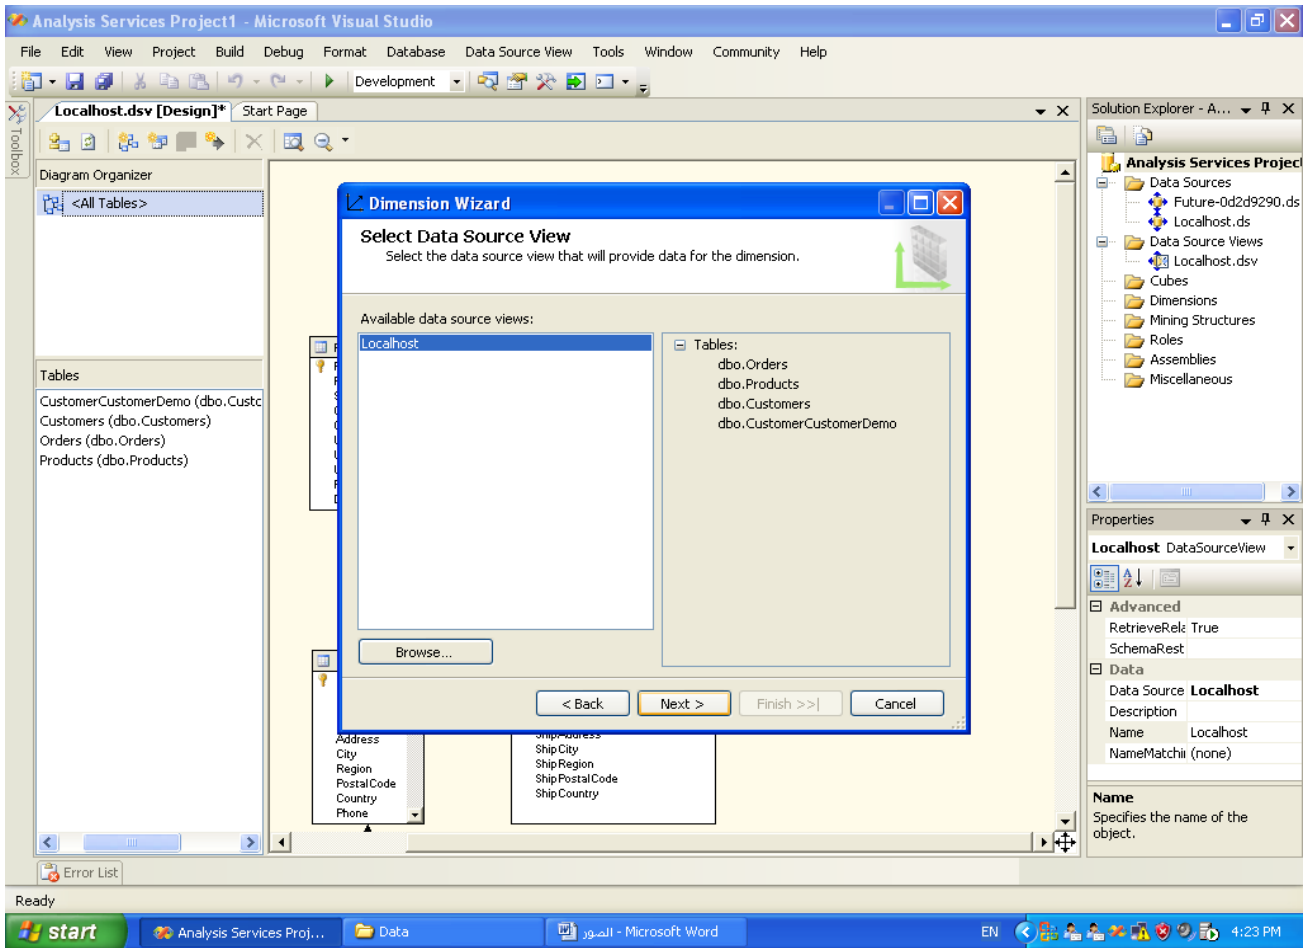 Analysis Services Project1 - Microsoft Visual Studio
File Edit View Project Build Debug Format Database Data Source View Tools Window Community Help
Development
Toolbox
Localhost.dsv [Design]* Start Page
Diagram Organizer
<All Tables>
Tables
CustomerCustomerDemo (dbo.Custc
Customers (dbo.Customers)
Orders (dbo.Orders)
Products (dbo.Products)
Dimension Wizard
Select Data Source View
Select the data source view that will provide data for the dimension.
Available data source views:
Localhost
Tables:
dbo.Orders
dbo.Products
dbo.Customers
dbo.CustomerCustomerDemo
Browse...
< Back Next > Finish >>| Cancel
Address
City
Region
PostalCode
Country
Phone
ShipAddress
ShipCity
ShipRegion
ShipPostalCode
ShipCountry
Solution Explorer - A...
Analysis Services Projec
Data Sources
Future-0d2d9290.ds
Localhost.ds
Data Source Views
Localhost.dsv
Cubes
Dimensions
Mining Structures
Roles
Assemblies
Miscellaneous
Properties
Localhost DataSourceView
Advanced
RetrieveRela True
SchemaRest
Data
Data Source Localhost
Description
Name Localhost
NameMatchi (none)
Name
Specifies the name of the
object.
Error List
Ready
start Analysis Services Proj... Data الصور - Microsoft Word EN 4:23 PM